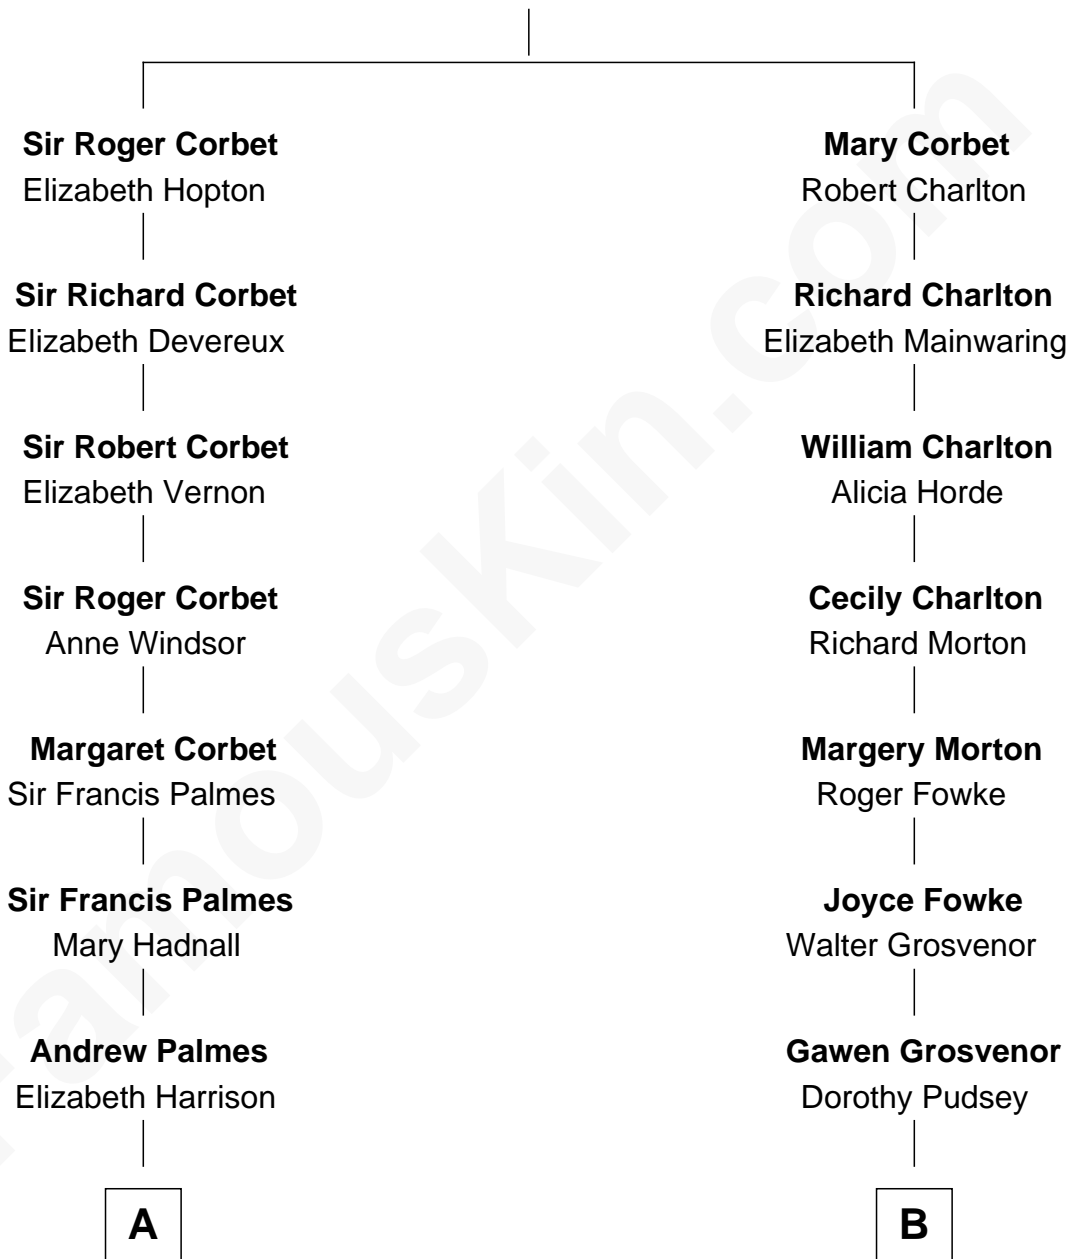 Sir Roger Corbet
Elizabeth Hopton
Mary Corbet
Robert Charlton
Sir Richard Corbet
Elizabeth Devereux
Richard Charlton
Elizabeth Mainwaring
Sir Robert Corbet
Elizabeth Vernon
William Charlton
Alicia Horde
Sir Roger Corbet
Anne Windsor
Cecily Charlton
Richard Morton
Margaret Corbet
Sir Francis Palmes
Margery Morton
Roger Fowke
Sir Francis Palmes
Mary Hadnall
Joyce Fowke
Walter Grosvenor
Andrew Palmes
Elizabeth Harrison
Gawen Grosvenor
Dorothy Pudsey
A
B
FamousKin.com